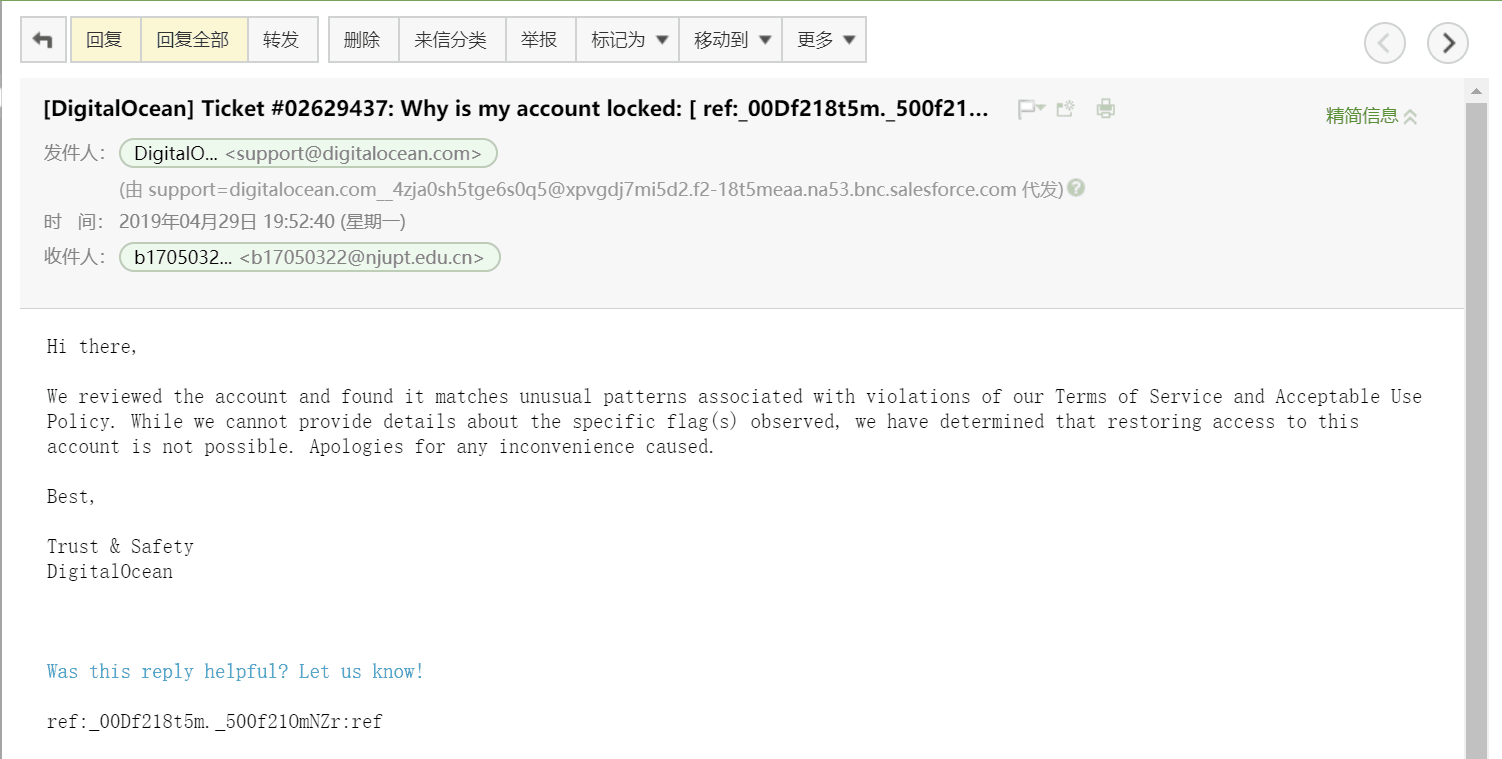 回复 回复全部 转发 删除 来信分类 举报 标记为 移动到 更多
[DigitalOcean] Ticket #02629437: Why is my account locked: [ ref:_00Df218t5m._500f21...
精简信息
发件人： DigitalO... <support@digitalocean.com>
(由 support=digitalocean.com__4zja0sh5tge6s0q5@xpvgdj7mi5d2.f2-18t5meaa.na53.bnc.salesforce.com 代发)
时 间： 2019年04月29日 19:52:40 (星期一)
收件人： b1705032... <b17050322@njupt.edu.cn>
Hi there,
We reviewed the account and found it matches unusual patterns associated with violations of our Terms of Service and Acceptable Use
Policy. While we cannot provide details about the specific flag(s) observed, we have determined that restoring access to this
account is not possible. Apologies for any inconvenience caused.
Best,
Trust & Safety
DigitalOcean
Was this reply helpful? Let us know!
ref:_00Df218t5m._500f210mNZr:ref